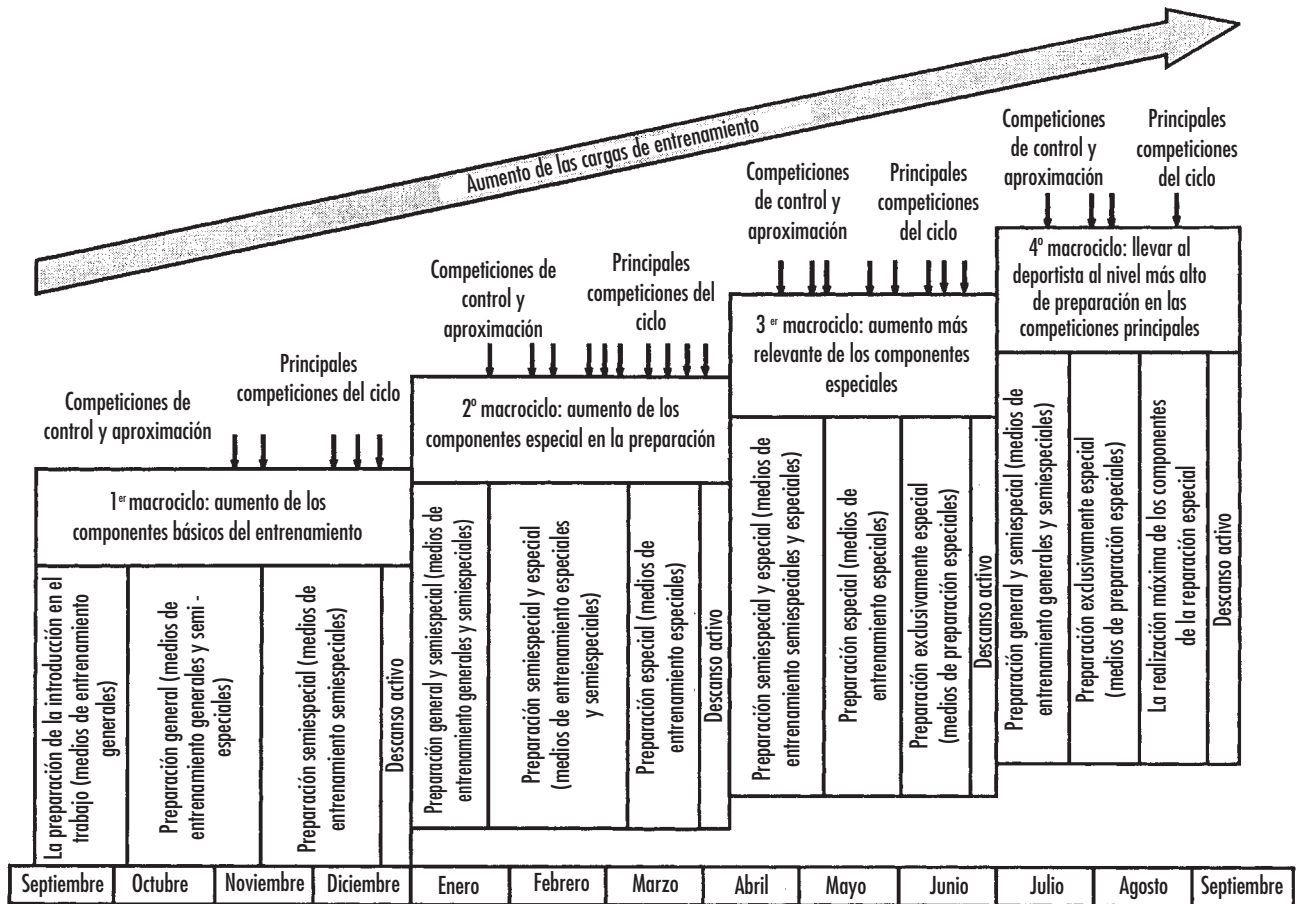 Aumento de las cargas de entrenamiento
Competiciones de
control y aproximación
Principales
competiciones del ciclo
1er macrociclo: aumento de los
componentes básicos del entrenamiento
La preparación de la introducción en el
trabajo (medios de entrenamiento
generales)
Preparación general (medios de
entrenamiento generales y semi -
especiales)
Preparación semiespecial (medios de
entrenamiento semiespeciales)
Descanso activo
Competiciones de
control y
aproximación
Principales
competiciones del
ciclo
2º macrociclo: aumento de los
componentes especial en la preparación
Preparación general y semiespecial (medios de
entrenamiento generales y semiespeciales)
Preparación semiespecial y especial
(medios de entrenamiento especiales
y semiespeciales)
Preparación especial (medios de
entrenamiento especiales)
Descanso activo
Competiciones
de control y
aproximación
Principales
competiciones
del ciclo
3 er macrociclo: aumento más
relevante de los componentes
especiales
Preparación semiespecial y especial (medios de
entrenamiento semiespeciales y especiales)
Preparación especial (medios de
entrenamiento especiales)
Preparación exclusivamente especial
(medios de preparación especiales)
Descanso activo
Competiciones
de control y
aproximación
Principales
competiciones
del ciclo
4º macrociclo: llevar al
deportista al nivel más alto
de preparación en las
competiciones principales
Preparación general y semiespecial (medios de
entrenamiento generales y semiespeciales)
Preparación exclusivamente especial
(medios de preparación especiales)
La realización máxima de los componentes
de la reparación especial
Descanso activo
Septiembre Octubre Noviembre Diciembre Enero Febrero Marzo Abril Mayo Junio Julio Agosto Septiembre